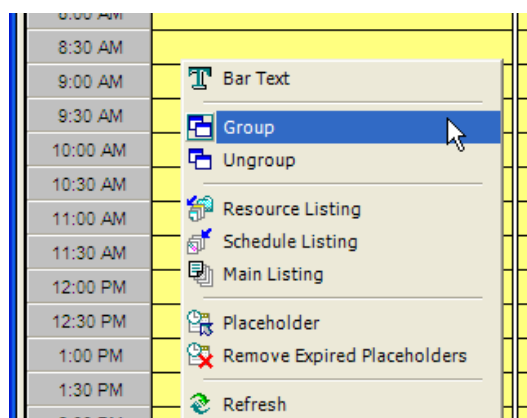 8:30 AM
9:00 AM
9:30 AM
10:00 AM
10:30 AM
11:00 AM
11:30 AM
12:00 PM
12:30 PM
1:00 PM
1:30 PM
Bar Text
Group
Ungroup
Resource Listing
Schedule Listing
Main Listing
Placeholder
Remove Expired Placeholders
Refresh